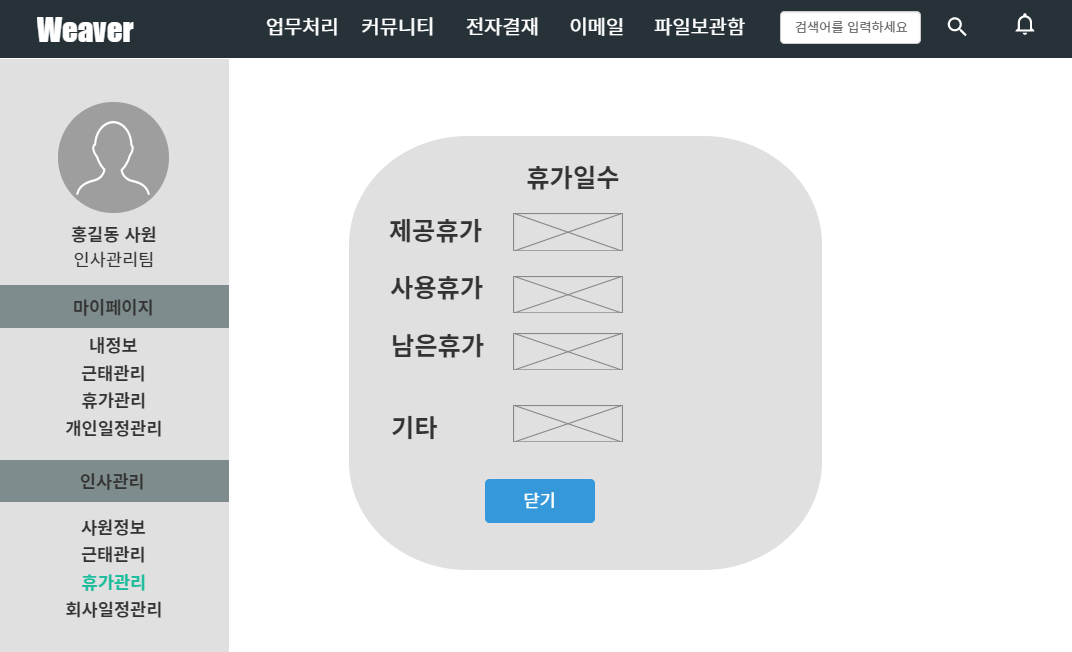 Weaver
업무처리 커뮤니티 전자결재 이메일 파일보관함
검색어를 입력하세요
홍길동 사원
인사관리팀
마이페이지
내정보
근태관리
휴가관리
개인일정관리
인사관리
사원정보
근태관리
휴가관리
회사일정관리
휴가일수
제공휴가
사용휴가
남은휴가
기타
닫기